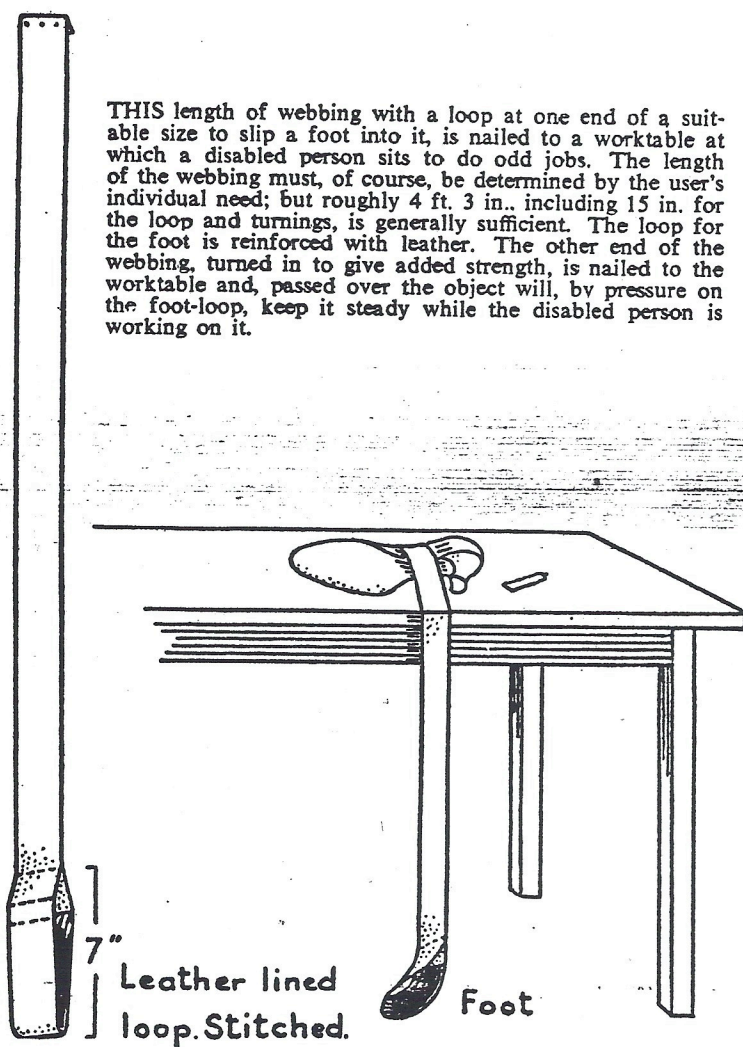 THIS length of webbing with a loop at one end of a suit-
able size to slip a foot into it, is nailed to a worktable at
which a disabled person sits to do odd jobs. The length
of the webbing must, of course, be determined by the user's
individual need; but roughly 4 ft. 3 in.. including 15 in. for
the loop and turnings, is generally sufficient. The loop for
the foot is reinforced with leather. The other end of the
webbing, turned in to give added strength, is nailed to the
worktable and, passed over the object will, by pressure on
the foot-loop, keep it steady while the disabled person is
working on it.
7"
Leather lined
loop. Stitched.
Foot